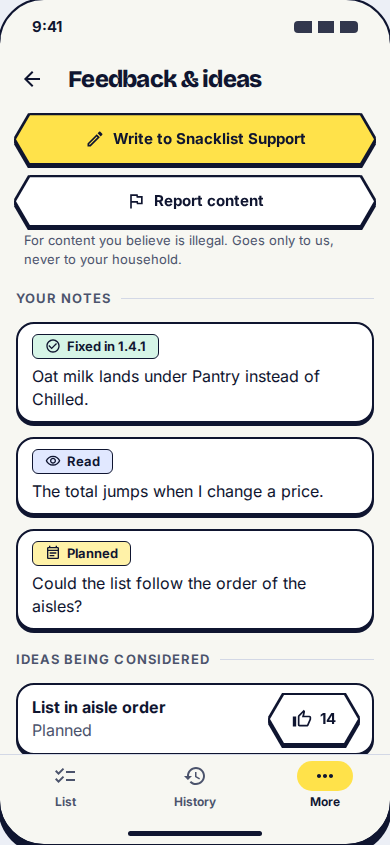 9:41
Feedback & ideas
Write to Snacklist Support
Report content
For content you believe is illegal. Goes only to us,
never to your household.
YOUR NOTES
Fixed in 1.4.1
Oat milk lands under Pantry instead of
Chilled.
Read
The total jumps when I change a price.
Planned
Could the list follow the order of the
aisles?
IDEAS BEING CONSIDERED
List in aisle order
Planned
14
List
History
More